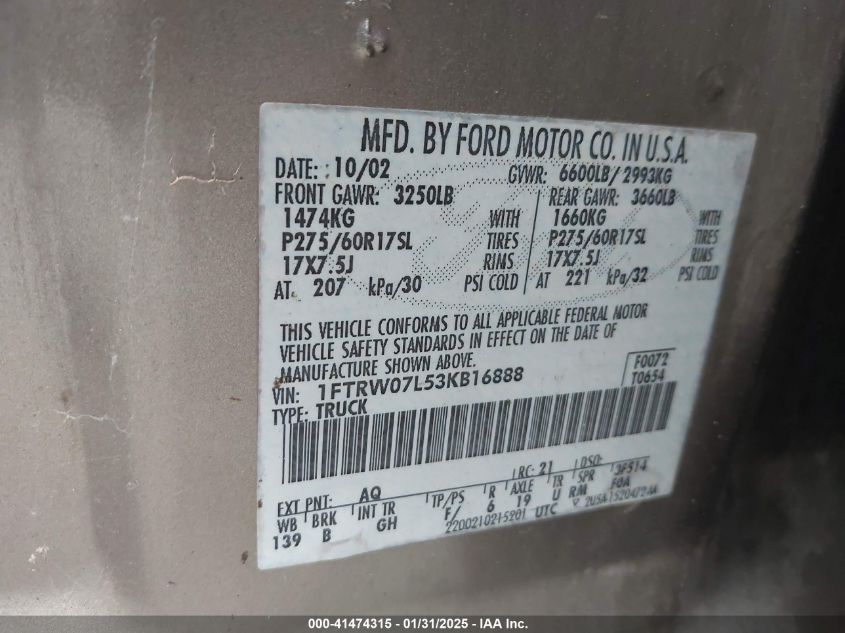 MFD. BY FORD MOTOR CO. IN U.S.A.
DATE: 10/02 GVWR: 6600LB/2993KG
FRONT GAWR: 3250LB REAR GAWR: 3660LB
1474KG WITH 1660KG WITH
P275/60R17SL TIRES P275/60R17SL TIRES
17X7.5J RIMS 17X7.5J RIMS
AT 207 kPa/30 PSI COLD AT 221 kPa/32 PSI COLD
THIS VEHICLE CONFORMS TO ALL APPLICABLE FEDERAL MOTOR
VEHICLE SAFETY STANDARDS IN EFFECT ON THE DATE OF
MANUFACTURE SHOWN ABOVE.
VIN: 1FTRW07L53KB16888 F0072
TYPE: TRUCK T0654
RC: 21 DSO: 3F514
EXT PNT: AQ
WB BRK INT TR TP/PS R AXLE TR SPR F0A
139 B GH F/ 6 19 U RM
2200210215201 UTC
000-41474315 - 01/31/2025 - IAA Inc.